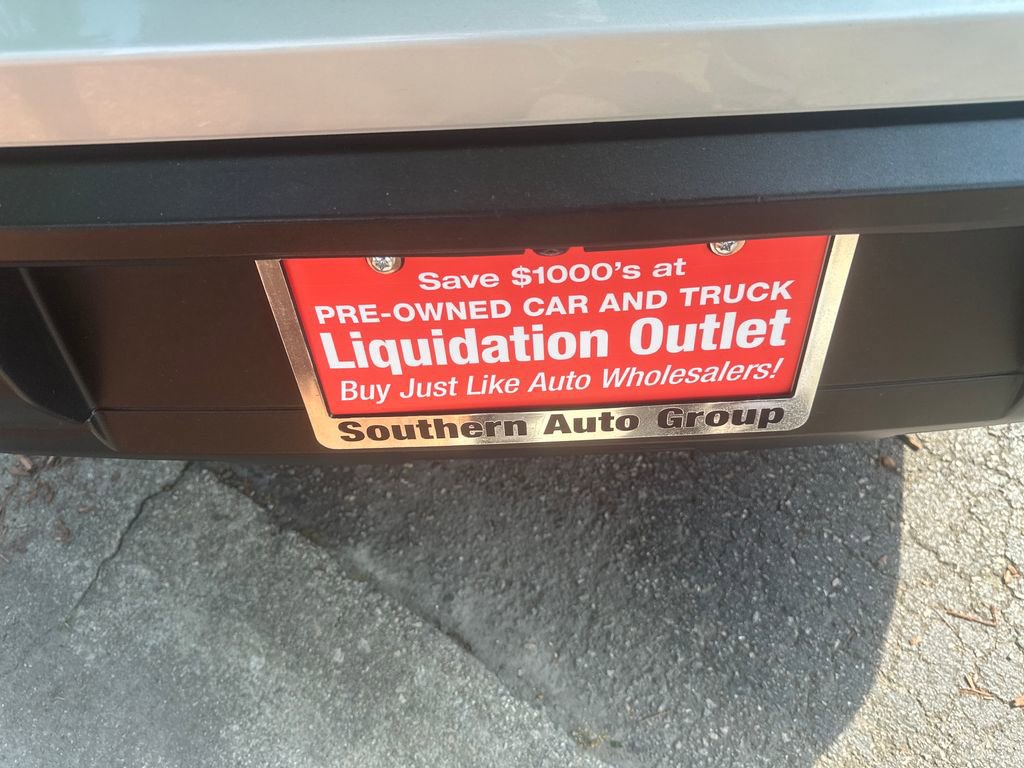 Save $1000's at
PRE-OWNED CAR AND TRUCK
Liquidation Outlet
Buy Just Like Auto Wholesalers!
Southern Auto Group